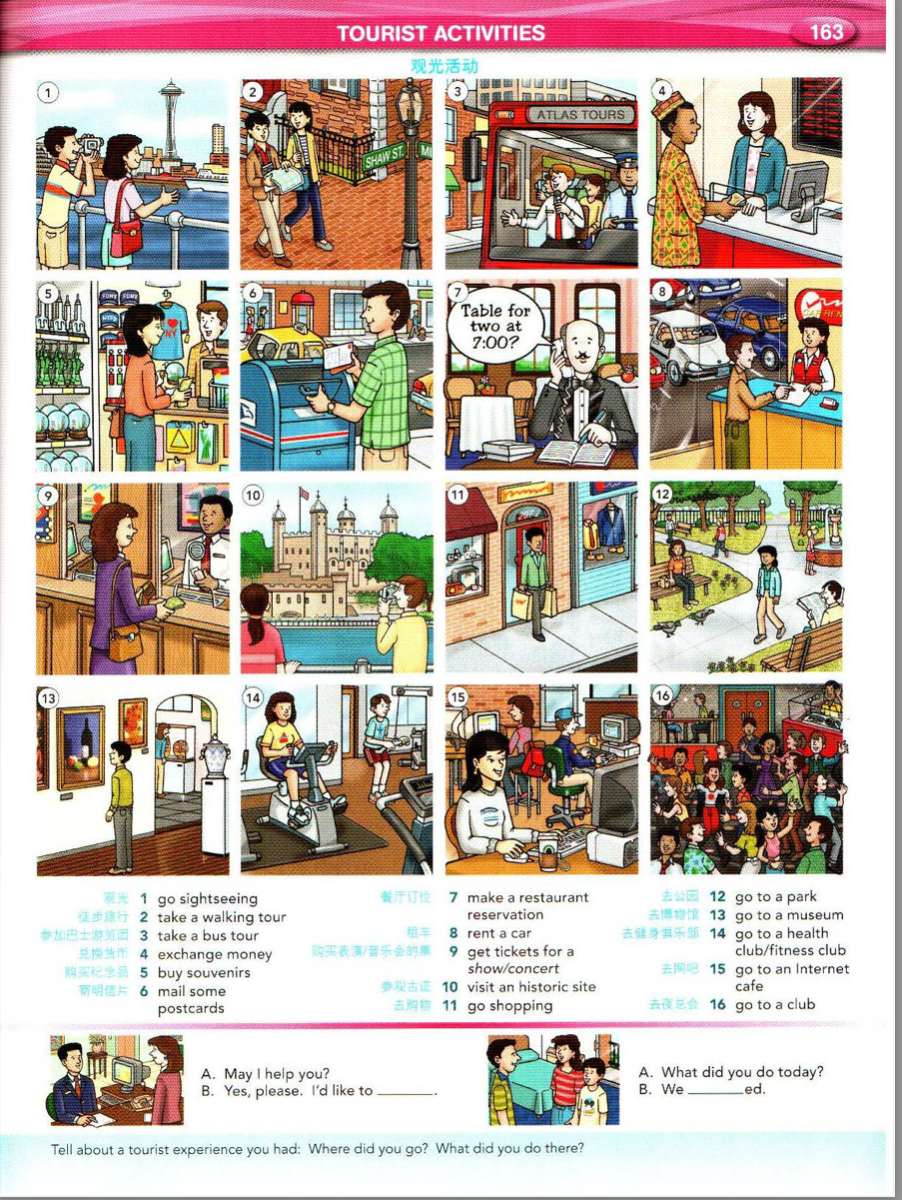 TOURIST ACTIVITIES
163
观光活动
1
2
3
4
ATLAS TOURS
SHAW ST.
5
6
7
8
FDNY
FDNY
NY
Table for
two at
7:00?
9
10
11
12
13
14
15
16
观光 1 go sightseeing
徒步旅行 2 take a walking tour
参加巴士游览团 3 take a bus tour
兑换货币 4 exchange money
购买纪念品 5 buy souvenirs
寄明信片 6 mail some
postcards
餐厅订位 7 make a restaurant
reservation
租车 8 rent a car
购买表演/音乐会的票 9 get tickets for a
show/concert
参观古迹 10 visit an historic site
去购物 11 go shopping
去公园 12 go to a park
去博物馆 13 go to a museum
去健身俱乐部 14 go to a health
club/fitness club
去网吧 15 go to an Internet
cafe
去夜总会 16 go to a club
A. May I help you?
B. Yes, please. I'd like to ________.
A. What did you do today?
B. We ________ed.
Tell about a tourist experience you had: Where did you go? What did you do there?